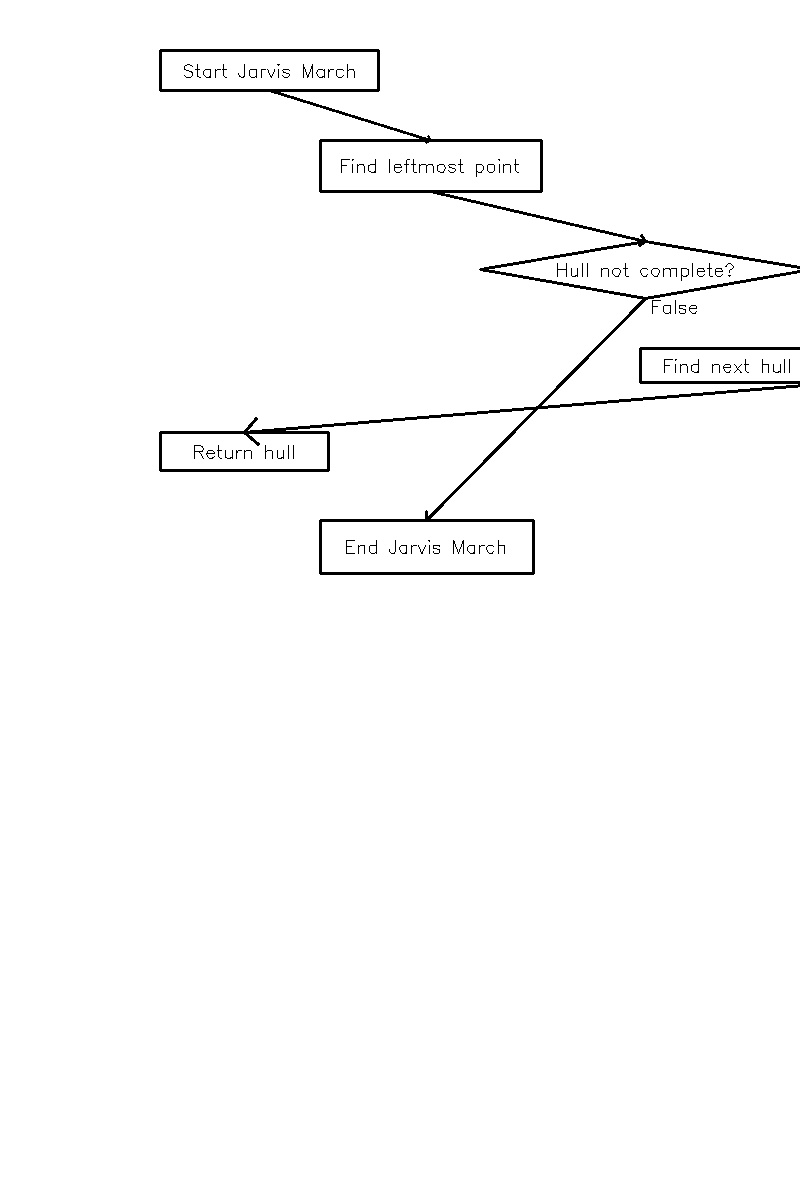 Start Jarvis March
Find leftmost point
Hull not complete?
False
Find next hull
Return hull
End Jarvis March